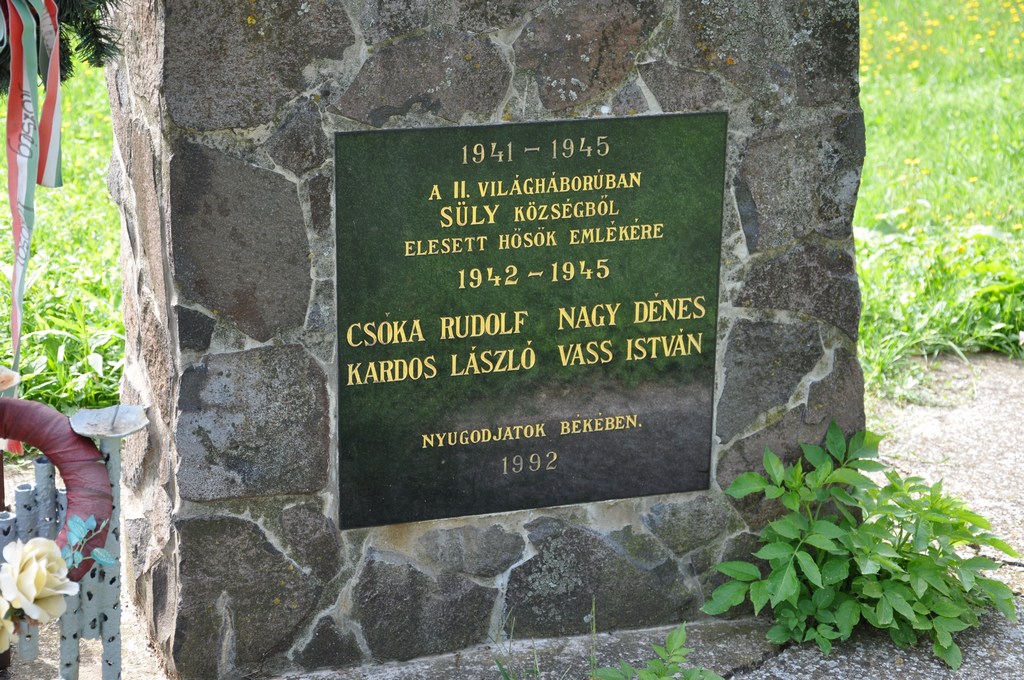 1941 – 1945
A II. VILÁGHÁBORÚBAN
SÜLY KÖZSÉGBŐL
ELESETT HŐSÖK EMLÉKÉRE
1942 – 1945
CSÓKA RUDOLF NAGY DÉNES
KARDOS LÁSZLÓ VASS ISTVÁN
NYUGODJATOK BÉKÉBEN.
1992